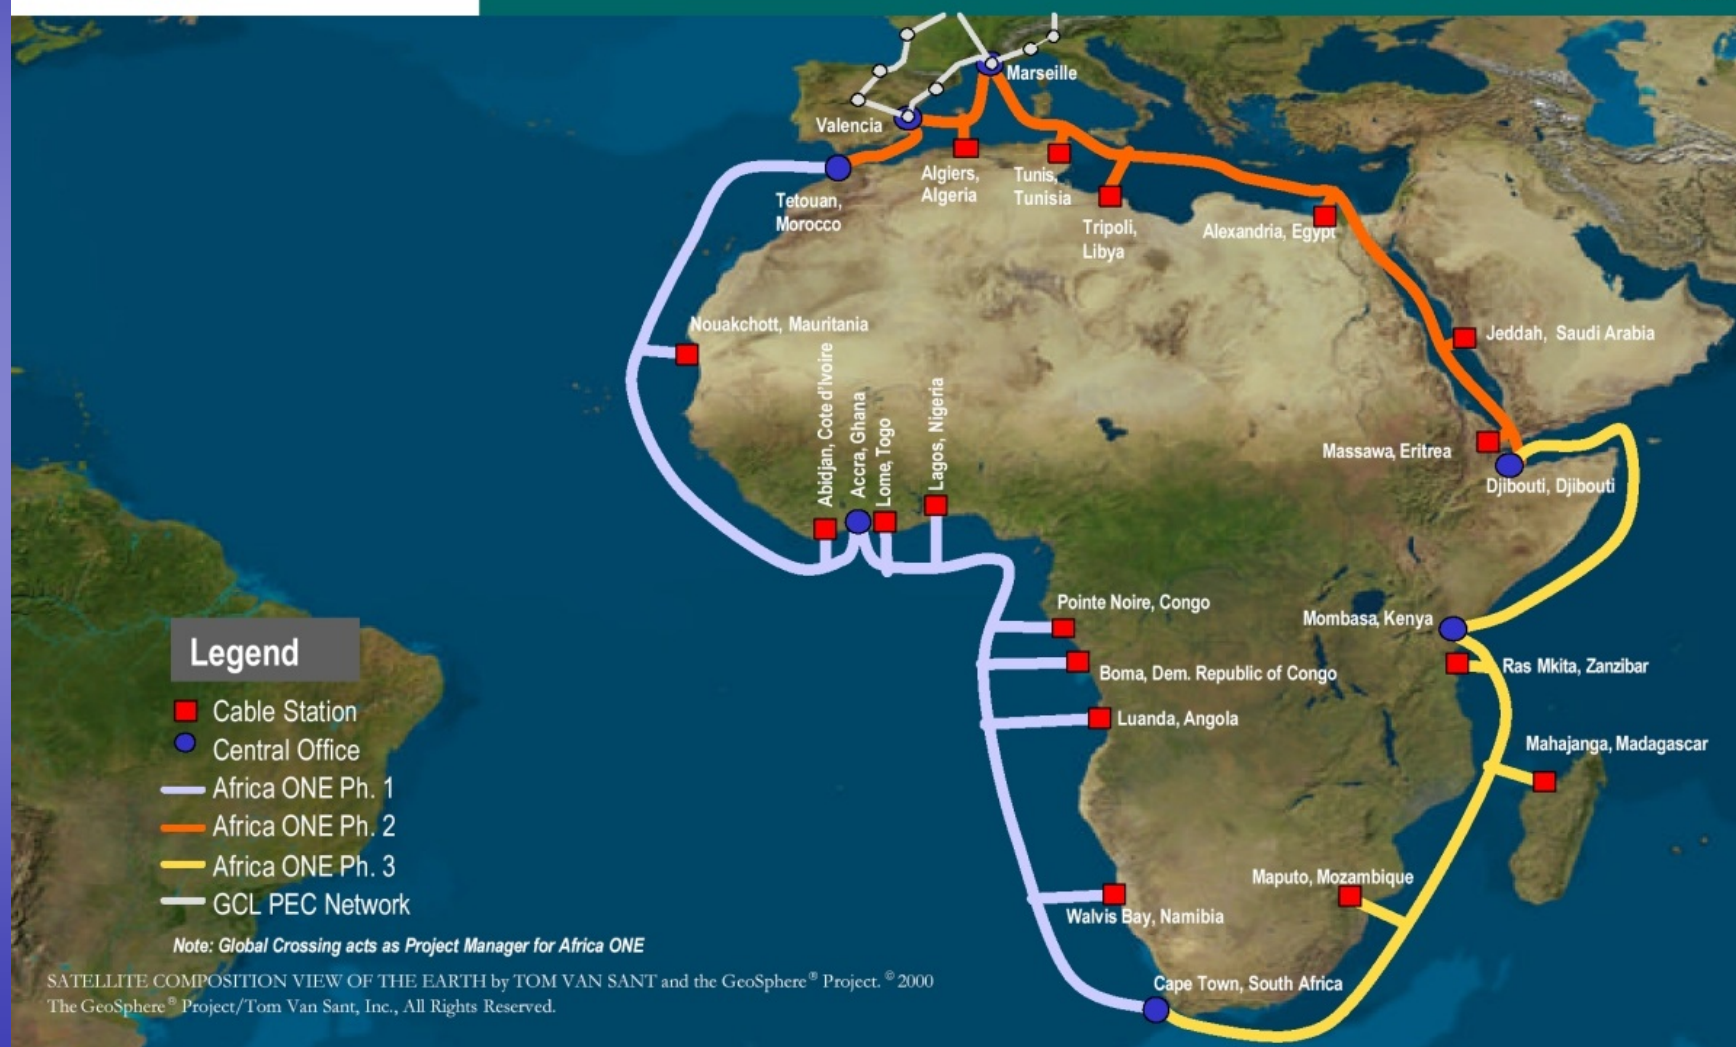 Marseille
Valencia
Tetouan,
Morocco
Algiers,
Algeria
Tunis,
Tunisia
Tripoli,
Libya
Alexandria, Egypt
Nouakchott, Mauritania
Jeddah, Saudi Arabia
Abidjan, Cote d'Ivoire
Accra, Ghana
Lome, Togo
Lagos, Nigeria
Massawa, Eritrea
Djibouti, Djibouti
Pointe Noire, Congo
Mombasa, Kenya
Boma, Dem. Republic of Congo
Ras Mkita, Zanzibar
Luanda, Angola
Mahajanga, Madagascar
Maputo, Mozambique
Walvis Bay, Namibia
Cape Town, South Africa
Legend
Cable Station
Central Office
Africa ONE Ph. 1
Africa ONE Ph. 2
Africa ONE Ph. 3
GCL PEC Network
Note: Global Crossing acts as Project Manager for Africa ONE
SATELLITE COMPOSITION VIEW OF THE EARTH by TOM VAN SANT and the GeoSphere® Project. © 2000
The GeoSphere® Project/Tom Van Sant, Inc., All Rights Reserved.